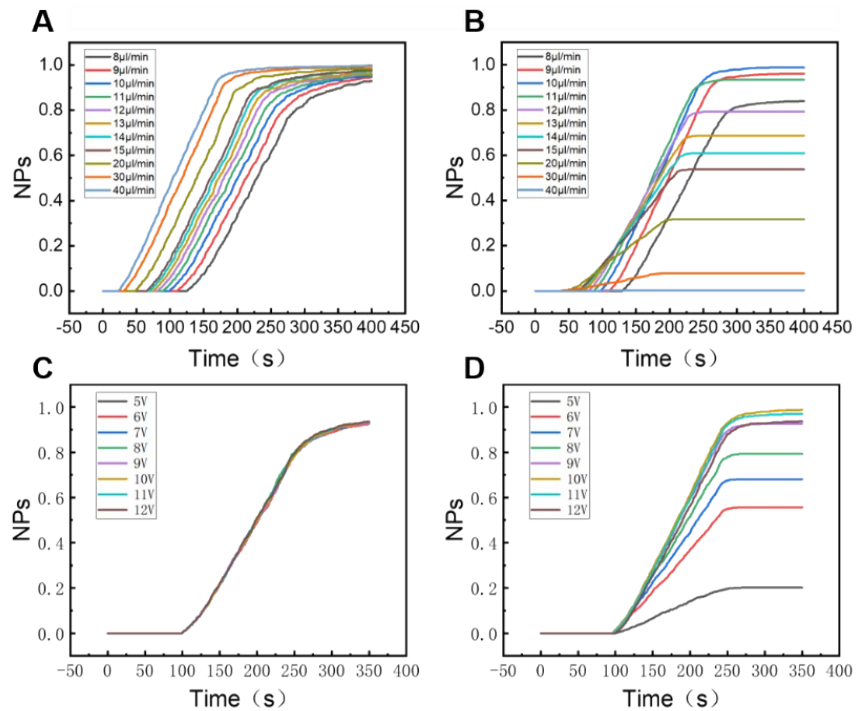 A
8μl/min
9μl/min
10μl/min
11μl/min
12μl/min
13μl/min
14μl/min
15μl/min
20μl/min
30μl/min
40μl/min
NPs
1.0
0.8
0.6
0.4
0.2
0.0
-50 0 50 100 150 200 250 300 350 400 450
Time（s）
B
8μl/min
9μl/min
10μl/min
11μl/min
12μl/min
13μl/min
14μl/min
15μl/min
20μl/min
30μl/min
40μl/min
NPs
1.0
0.8
0.6
0.4
0.2
0.0
-50 0 50 100 150 200 250 300 350 400 450
Time（s）
C
5V
6V
7V
8V
9V
10V
11V
12V
NPs
1.0
0.8
0.6
0.4
0.2
0.0
-50 0 50 100 150 200 250 300 350 400
Time（s）
D
5V
6V
7V
8V
9V
10V
11V
12V
NPs
1.0
0.8
0.6
0.4
0.2
0.0
-50 0 50 100 150 200 250 300 350 400
Time（s）